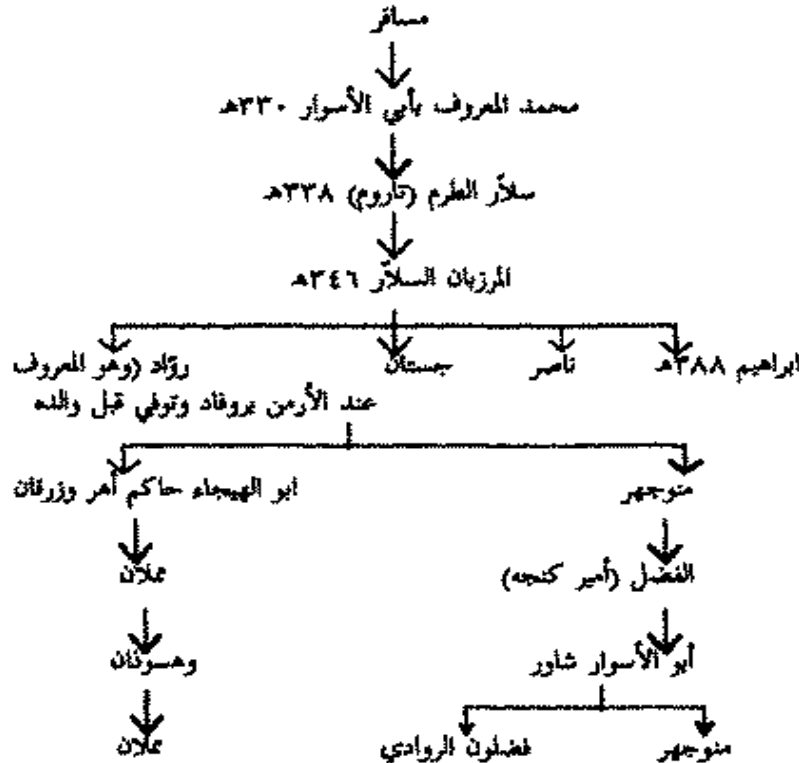 مسافر
محمد المعروف بأبي الأسوار ٣٣٠هـ
سلاّر الطرم (تاروم) ٣٣٨هـ
المرزبان السلاّر ٣٤٦هـ
ابراهيم ٣٨٨هـ ناصر جستان روّاد (وهو المعروف
عند الأرمن بروفاد وتوفي قبل والده
منوجهر ابو الهيجاء حاكم أهر وزرقان
الفضل (أمير كنجه) مملان
أبو الأسوار شاور وهسوذان
منوجهر فضلون الروادي مملان